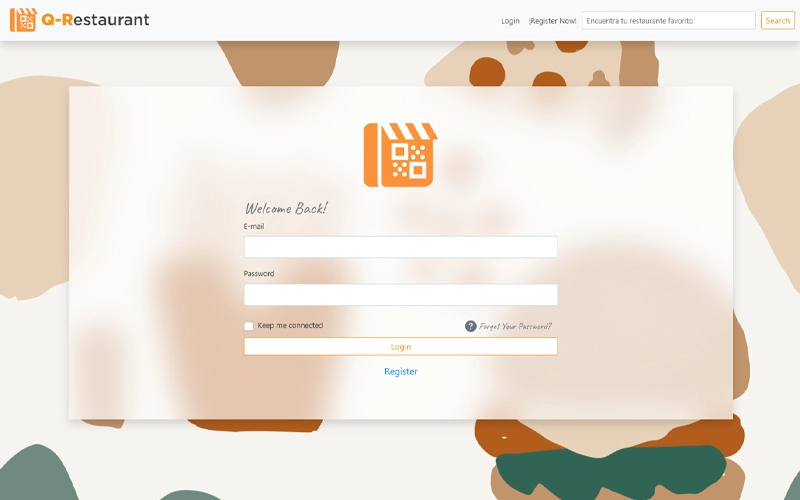 Q-Restaurant
Login ¡Register Now! Encuentra tu restaurante favorito Search
Welcome Back!
E-mail
Password
Keep me connected ? Forgot Your Password?
Login
Register